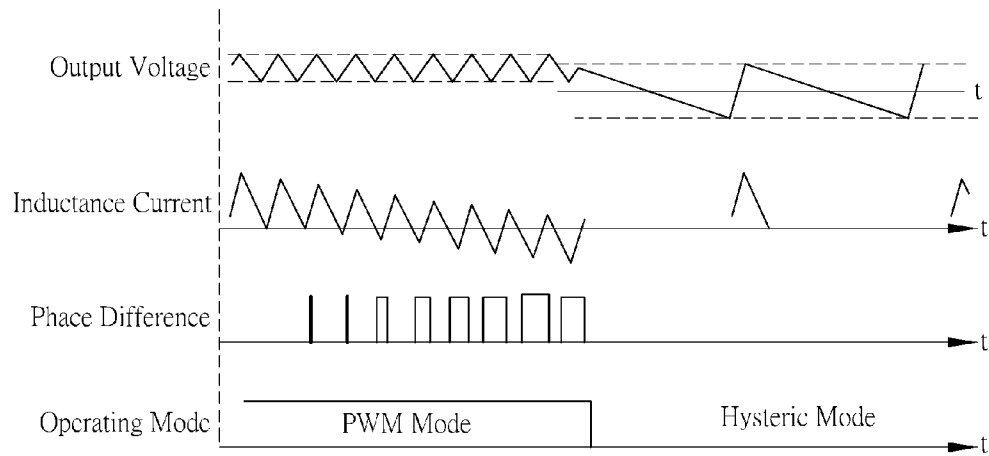 Output Voltage
t
Inductance Current
t
Phace Difference
t
Operating Mode
PWM Mode
Hysteric Mode
t